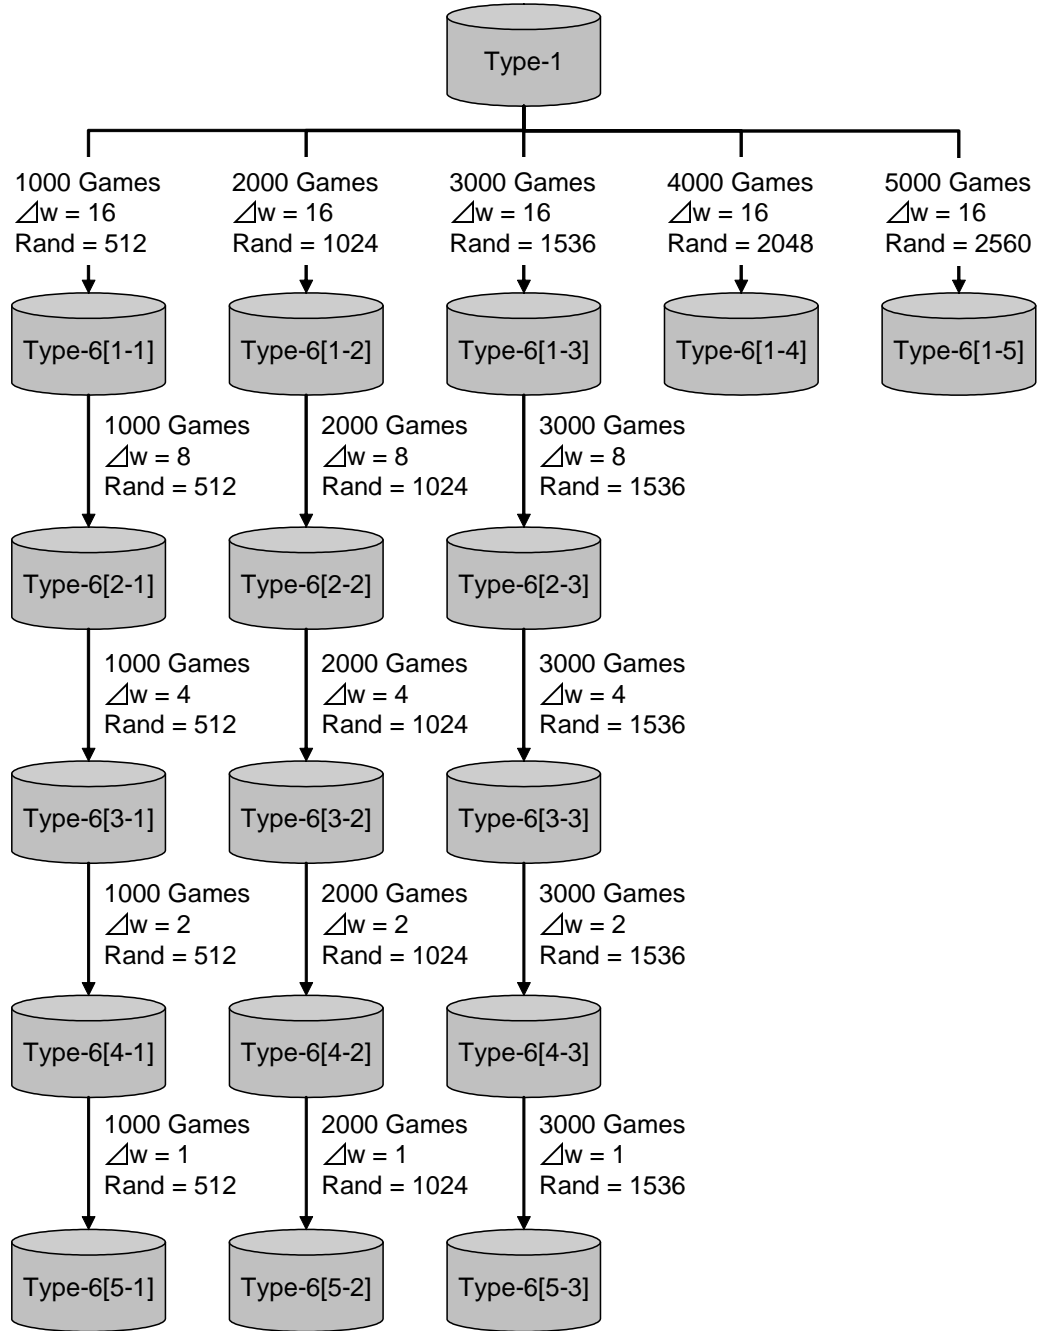 Type-1
1000 Games
⊿w = 16
Rand = 512
2000 Games
⊿w = 16
Rand = 1024
3000 Games
⊿w = 16
Rand = 1536
4000 Games
⊿w = 16
Rand = 2048
5000 Games
⊿w = 16
Rand = 2560
Type-6[1-1]
Type-6[1-2]
Type-6[1-3]
Type-6[1-4]
Type-6[1-5]
1000 Games
⊿w = 8
Rand = 512
2000 Games
⊿w = 8
Rand = 1024
3000 Games
⊿w = 8
Rand = 1536
Type-6[2-1]
Type-6[2-2]
Type-6[2-3]
1000 Games
⊿w = 4
Rand = 512
2000 Games
⊿w = 4
Rand = 1024
3000 Games
⊿w = 4
Rand = 1536
Type-6[3-1]
Type-6[3-2]
Type-6[3-3]
1000 Games
⊿w = 2
Rand = 512
2000 Games
⊿w = 2
Rand = 1024
3000 Games
⊿w = 2
Rand = 1536
Type-6[4-1]
Type-6[4-2]
Type-6[4-3]
1000 Games
⊿w = 1
Rand = 512
2000 Games
⊿w = 1
Rand = 1024
3000 Games
⊿w = 1
Rand = 1536
Type-6[5-1]
Type-6[5-2]
Type-6[5-3]